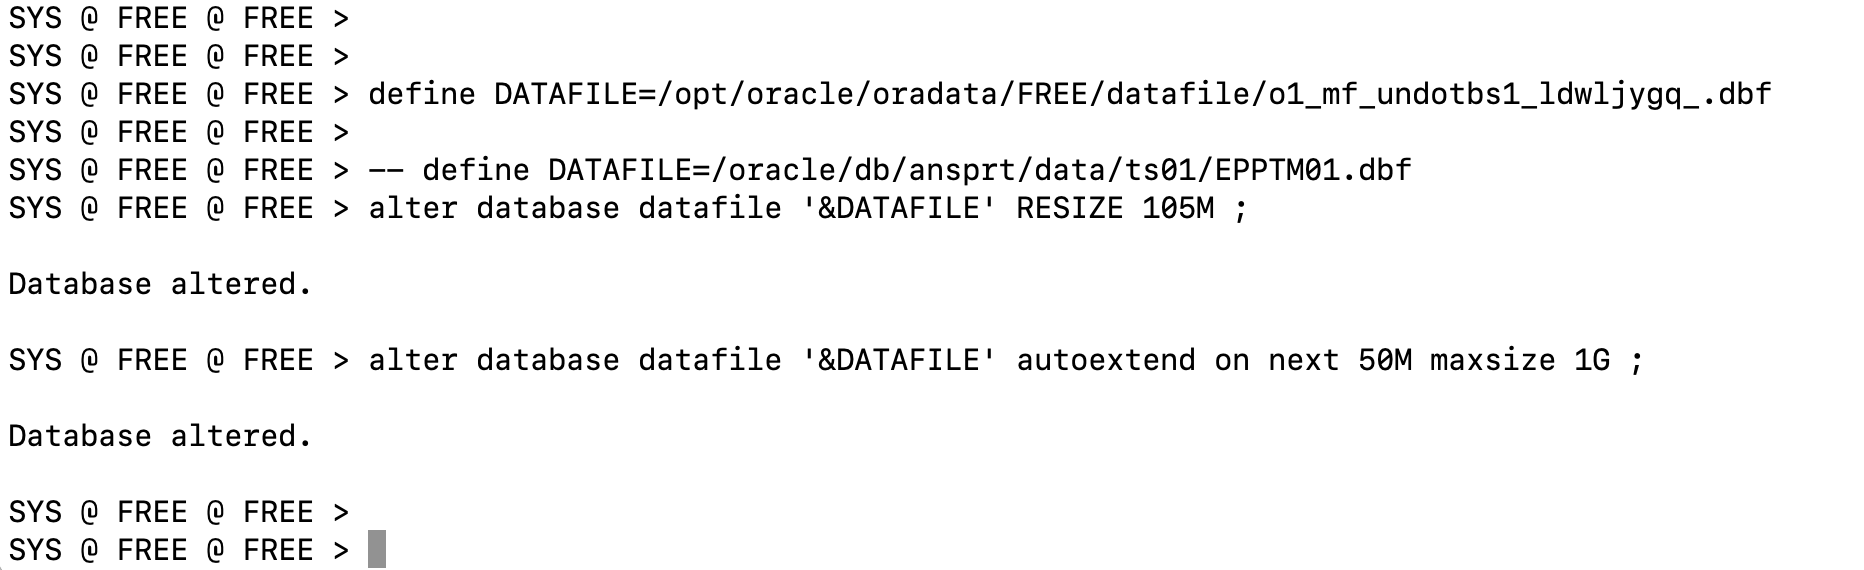 SYS @ FREE @ FREE >
SYS @ FREE @ FREE >
SYS @ FREE @ FREE > define DATAFILE=/opt/oracle/oradata/FREE/datafile/o1_mf_undotbs1_ldwljygq_.dbf
SYS @ FREE @ FREE >
SYS @ FREE @ FREE > -- define DATAFILE=/oracle/db/ansprt/data/ts01/EPPTM01.dbf
SYS @ FREE @ FREE > alter database datafile '&DATAFILE' RESIZE 105M ;
Database altered.
SYS @ FREE @ FREE > alter database datafile '&DATAFILE' autoextend on next 50M maxsize 1G ;
Database altered.
SYS @ FREE @ FREE >
SYS @ FREE @ FREE >